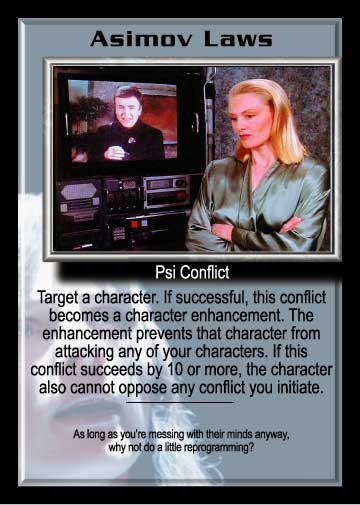 Asimov Laws
Psi Conflict
Target a character. If successful, this conflict
becomes a character enhancement. The
enhancement prevents that character from
attacking any of your characters. If this
conflict succeeds by 10 or more, the character
also cannot oppose any conflict you initiate.
As long as you're messing with their minds anyway,
why not do a little reprogramming?